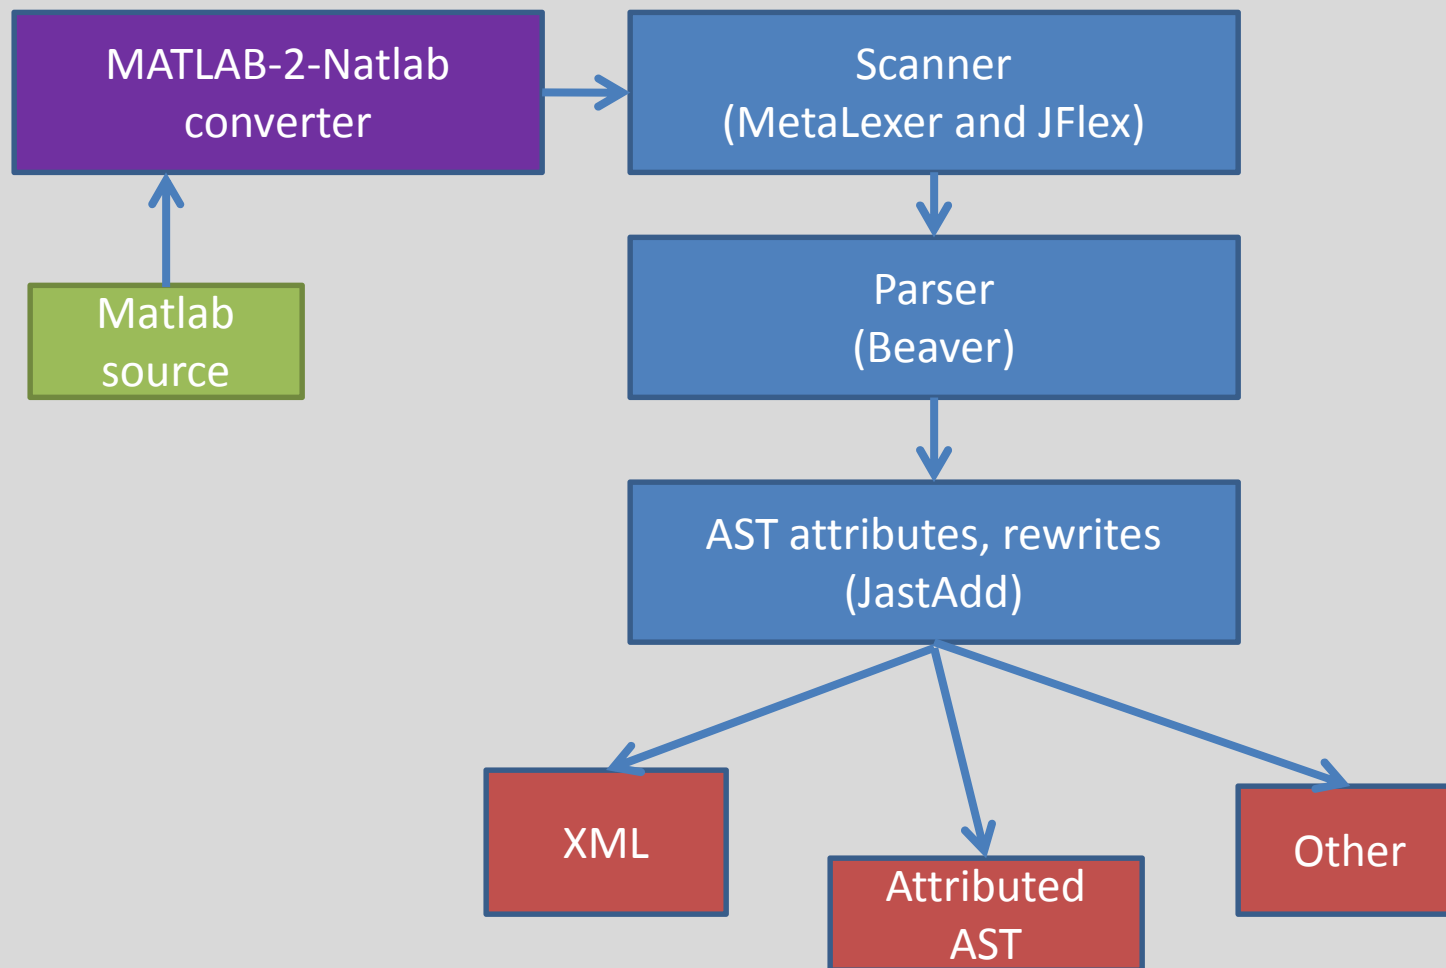 MATLAB-2-Natlab
converter
Scanner
(MetaLexer and JFlex)
Matlab
source
Parser
(Beaver)
AST attributes, rewrites
(JastAdd)
XML
Attributed
AST
Other